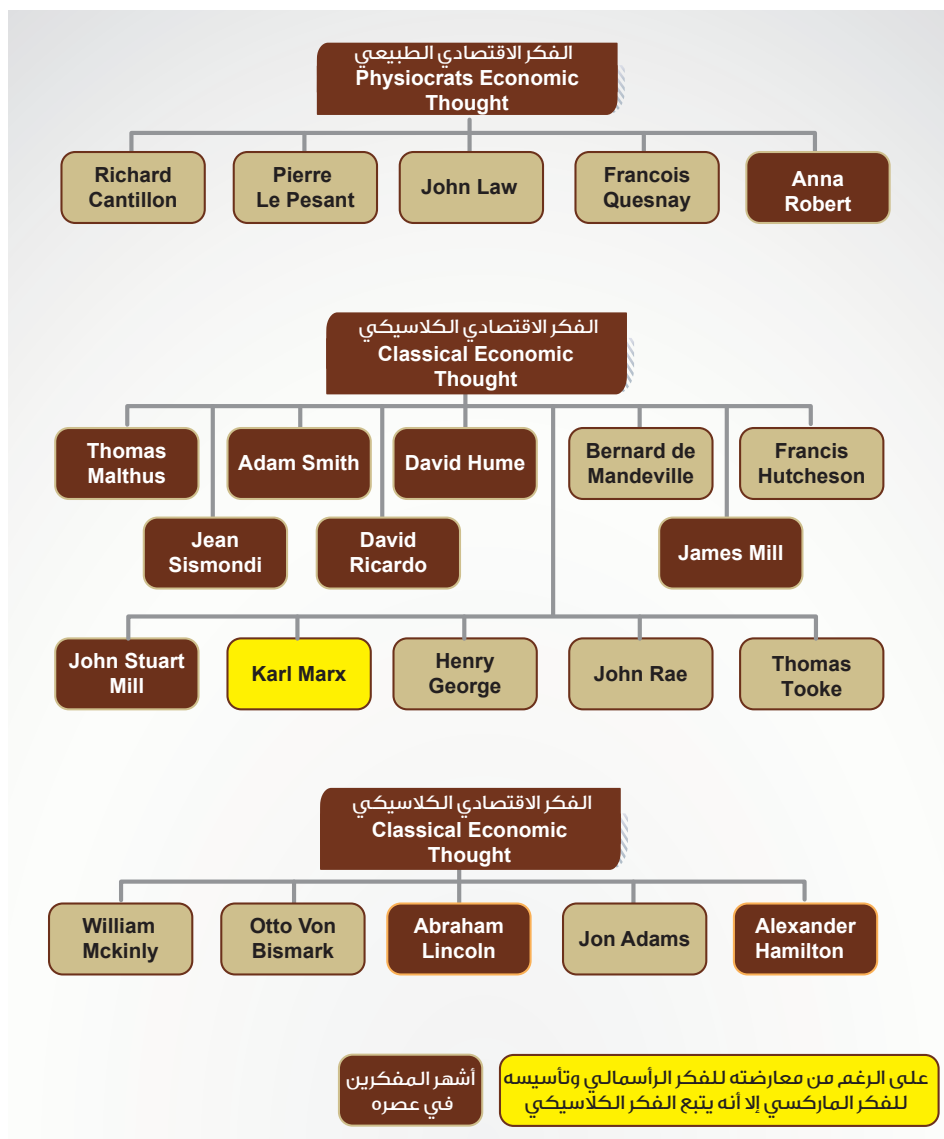 الفكر الاقتصادي الطبيعي
Physiocrats Economic
Thought
Richard
Cantillon
Pierre
Le Pesant
John Law
Francois
Quesnay
Anna
Robert
الفكر الاقتصادي الكلاسيكي
Classical Economic
Thought
Thomas
Malthus
Adam Smith
David Hume
Bernard de
Mandeville
Francis
Hutcheson
Jean
Sismondi
David
Ricardo
James Mill
John Stuart
Mill
Karl Marx
Henry
George
John Rae
Thomas
Tooke
الفكر الاقتصادي الكلاسيكي
Classical Economic
Thought
William
Mckinly
Otto Von
Bismark
Abraham
Lincoln
Jon Adams
Alexander
Hamilton
على الرغم من معارضته للفكر الرأسمالي وتأسيسه
للفكر الماركسي إلا أنه يتبع الفكر الكلاسيكي
أشهر المفكرين
في عصره